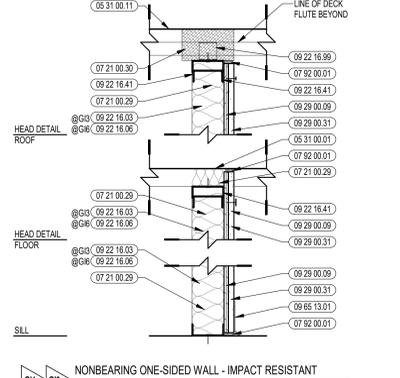 05 31 00.11
LINE OF DECK
FLUTE BEYOND
09 22 16.99
07 21 00.30
07 92 00.01
09 22 16.41
09 22 16.41
07 21 00.29
09 29 00.09
@GI3 09 22 16.03
09 29 00.31
@GI6 09 22 16.06
HEAD DETAIL
ROOF
05 31 00.01
07 92 00.01
07 21 00.29
07 21 00.29
09 22 16.41
@GI3 09 22 16.03
@GI6 09 22 16.06
09 29 00.09
HEAD DETAIL
FLOOR
09 29 00.31
@GI3 09 22 16.03
@GI6 09 22 16.06
07 21 00.29
09 29 00.09
09 29 00.31
09 65 13.01
07 92 00.01
SILL
NONBEARING ONE-SIDED WALL - IMPACT RESISTANT